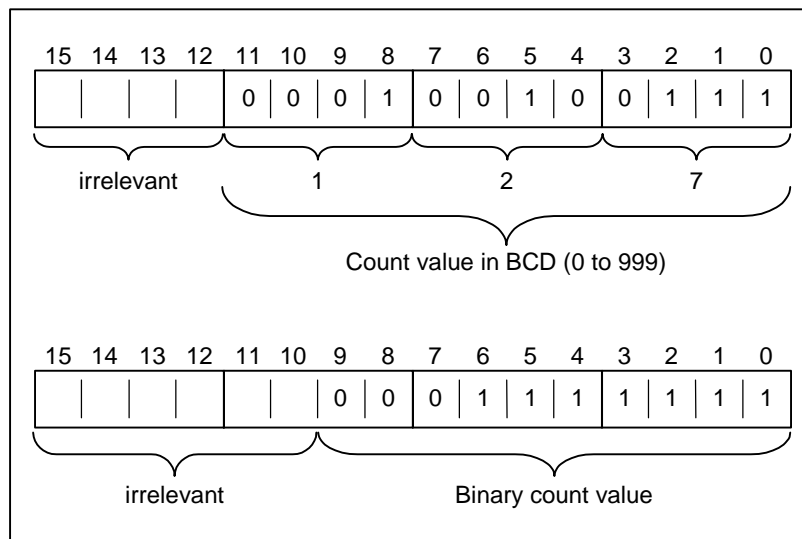 15 14 13 12 11 10 9 8 7 6 5 4 3 2 1 0
0 0 0 1 0 0 1 0 0 1 1 1
irrelevant 1 2 7
Count value in BCD (0 to 999)
15 14 13 12 11 10 9 8 7 6 5 4 3 2 1 0
0 0 0 1 1 1 1 1 1 1
irrelevant Binary count value